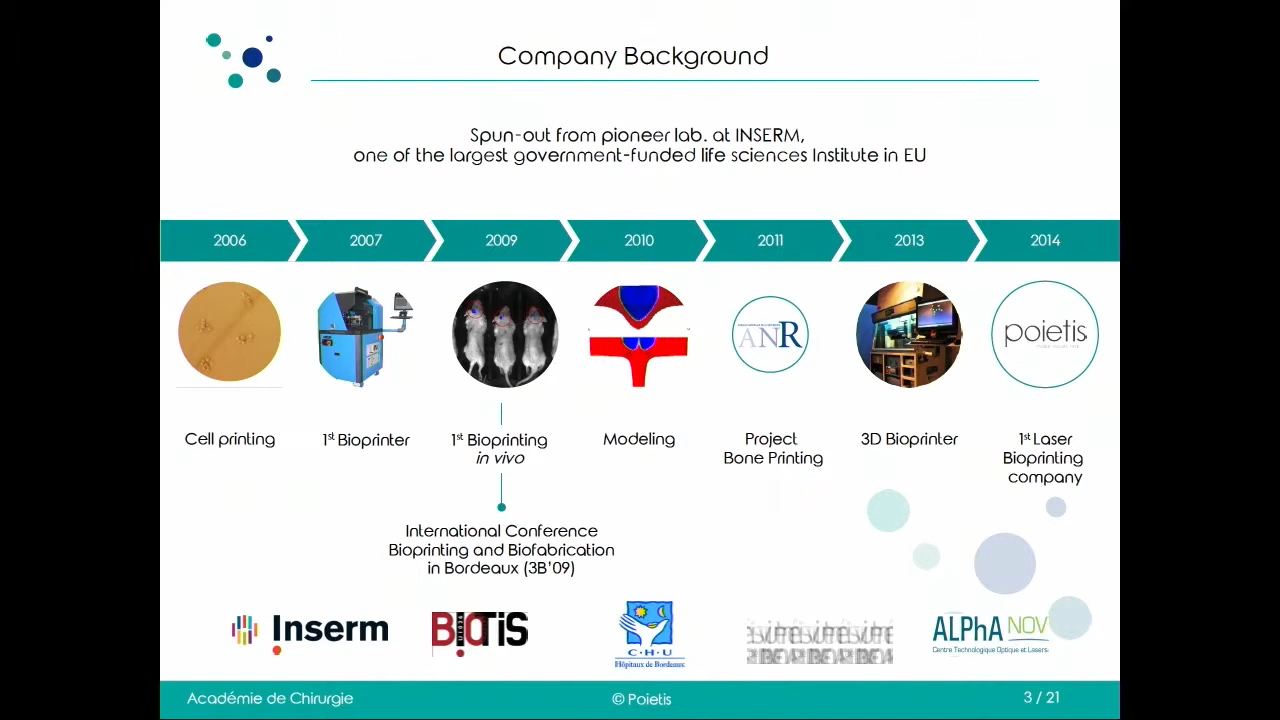 Company Background
Spun-out from pioneer lab. at INSERM,
one of the largest government-funded life sciences Institute in EU
2006
2007
2009
2010
2011
2013
2014
ANR
poietis
Cell printing
1st Bioprinter
1st Bioprinting
in vivo
Modeling
Project
Bone Printing
3D Bioprinter
1st Laser
Bioprinting
company
International Conference
Bioprinting and Biofabrication
in Bordeaux (3B'09)
Inserm
BIOTiS
C·H·U
Hôpitaux de Bordeaux
ALPhA NOV
Centre Technologique Optique et Lasers
Académie de Chirurgie
© Poietis
3 / 21